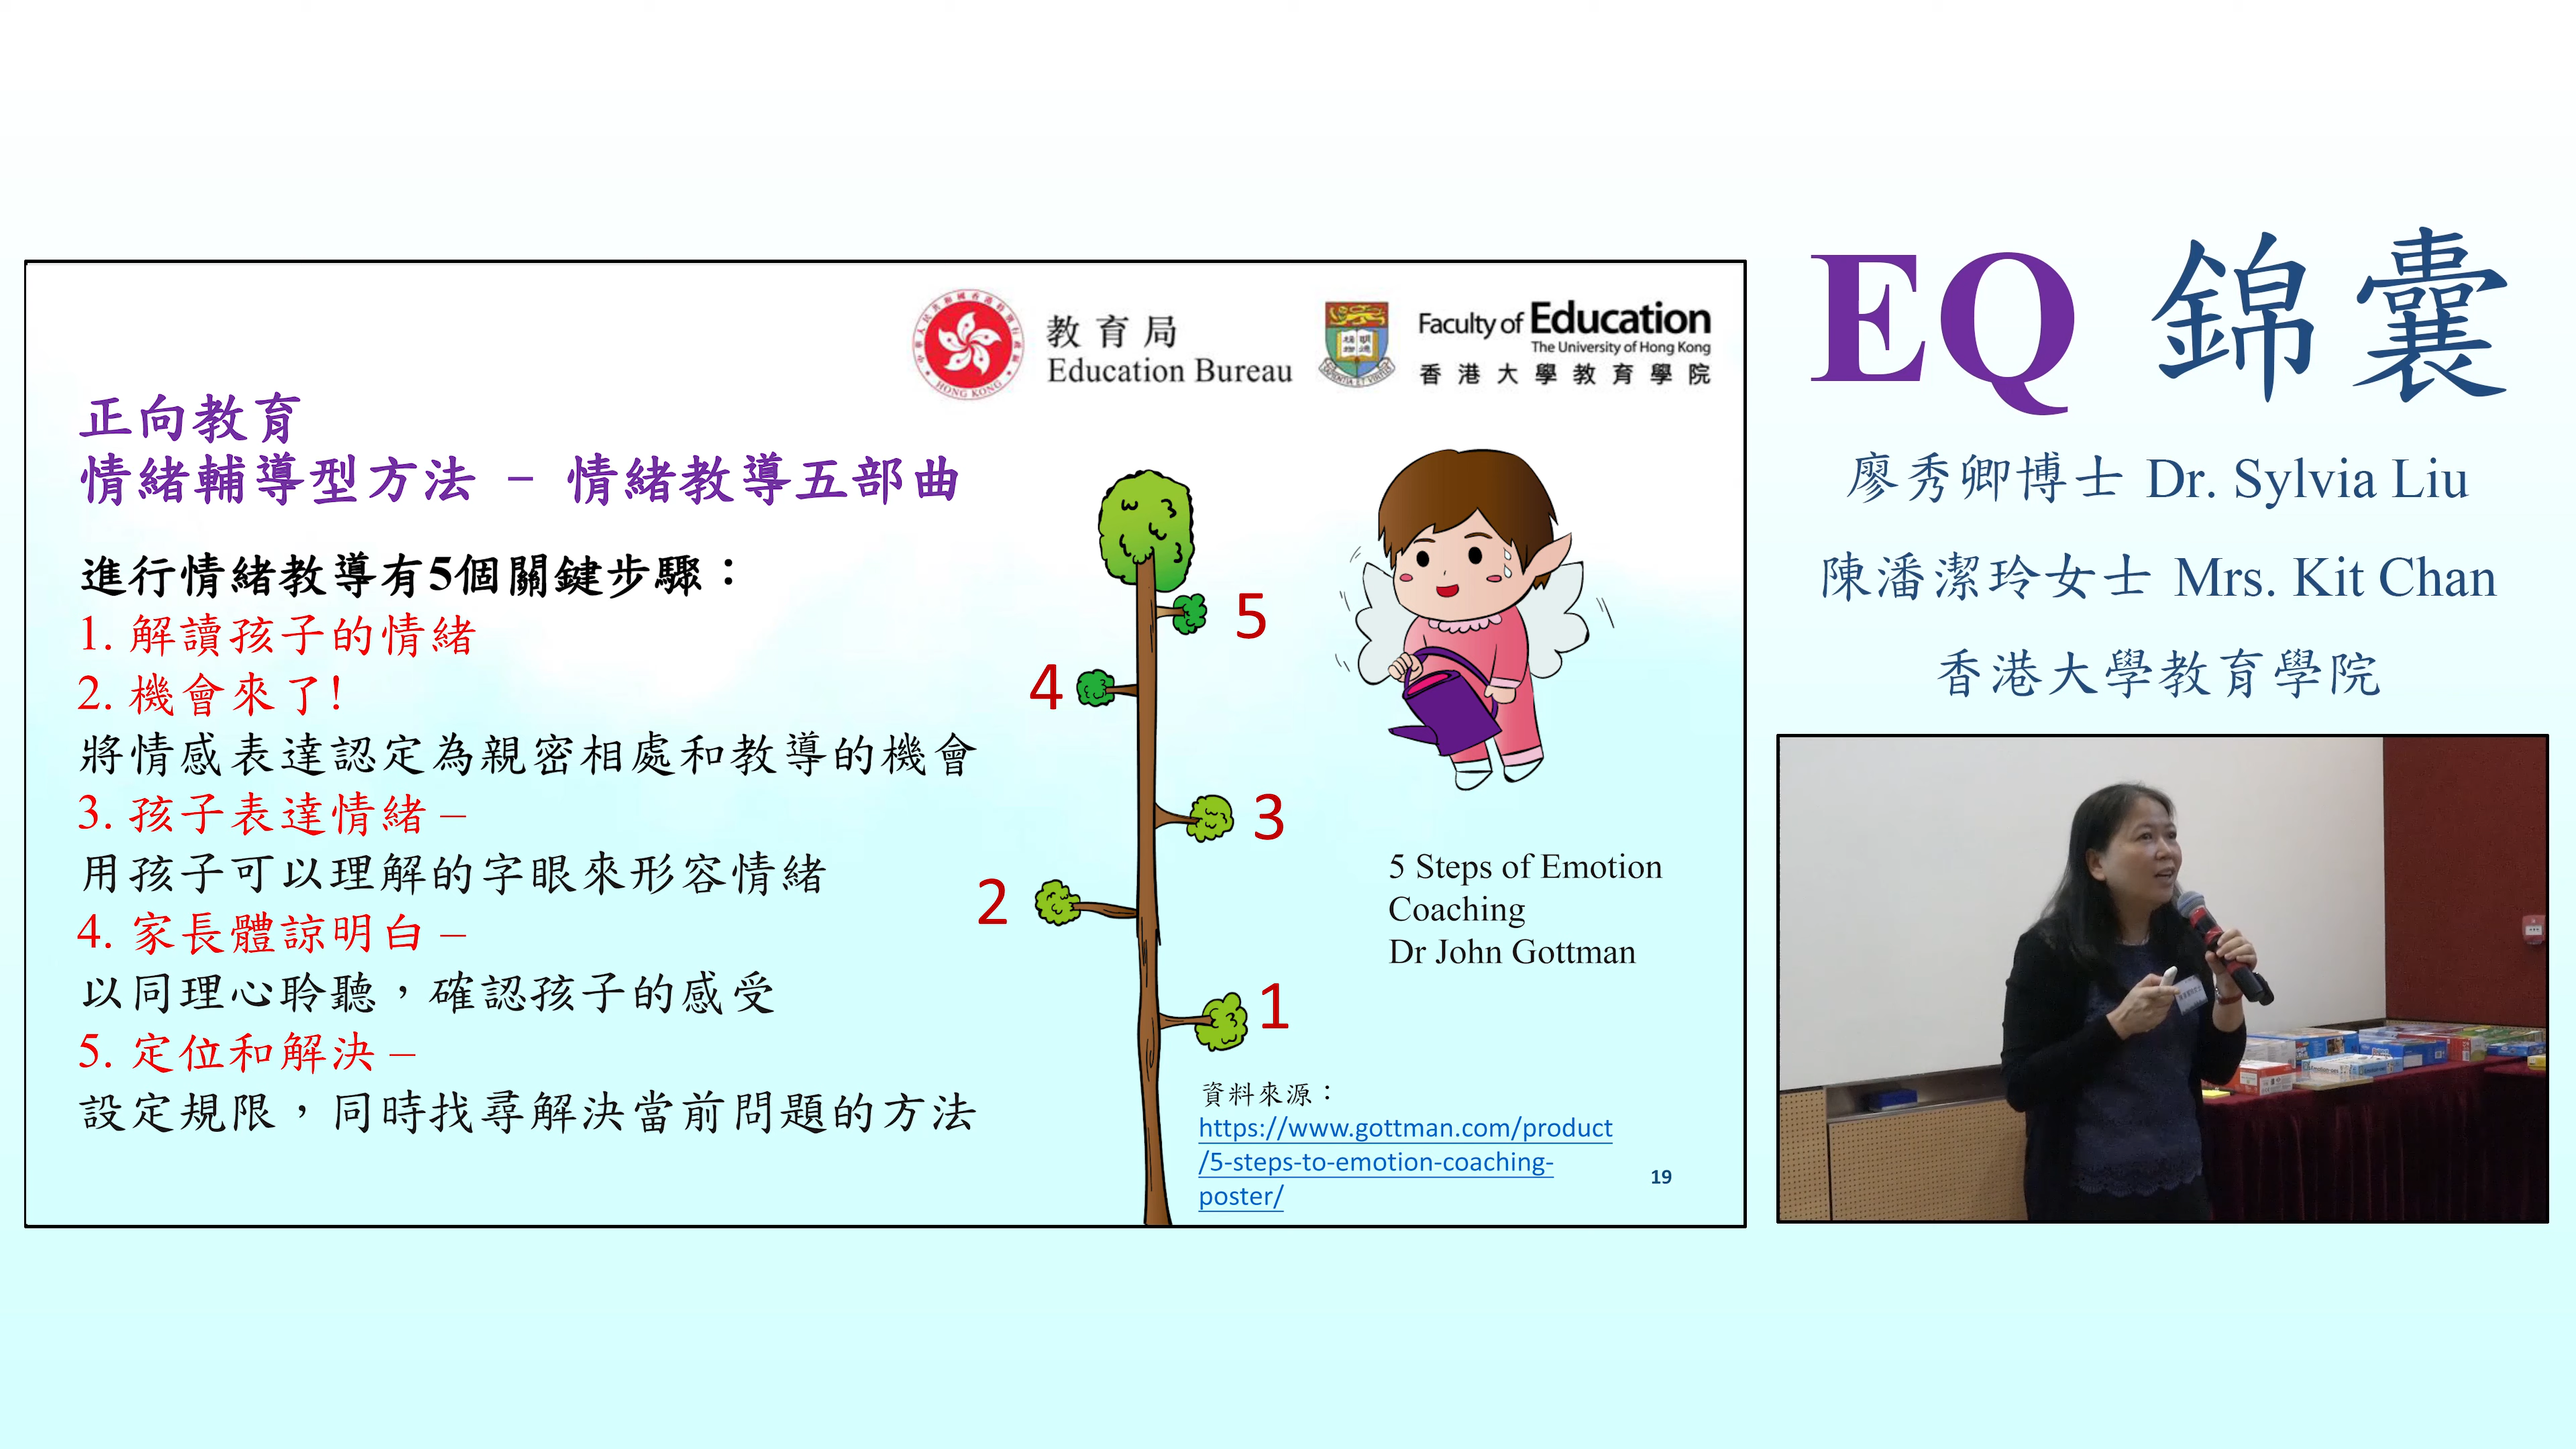 教育局
Education Bureau
Faculty of Education
The University of Hong Kong
香港大學教育學院
正向教育
情緒輔導型方法 – 情緒教導五部曲
進行情緒教導有5個關鍵步驟：
1. 解讀孩子的情緒
2. 機會來了!
將情感表達認定為親密相處和教導的機會
3. 孩子表達情緒 –
用孩子可以理解的字眼來形容情緒
4. 家長體諒明白 –
以同理心聆聽，確認孩子的感受
5. 定位和解決 –
設定規限，同時找尋解決當前問題的方法
5
4
3
2
1
5 Steps of Emotion
Coaching
Dr John Gottman
資料來源：
https://www.gottman.com/product
/5-steps-to-emotion-coaching-
poster/
19
EQ 錦囊
廖秀卿博士 Dr. Sylvia Liu
陳潘潔玲女士 Mrs. Kit Chan
香港大學教育學院